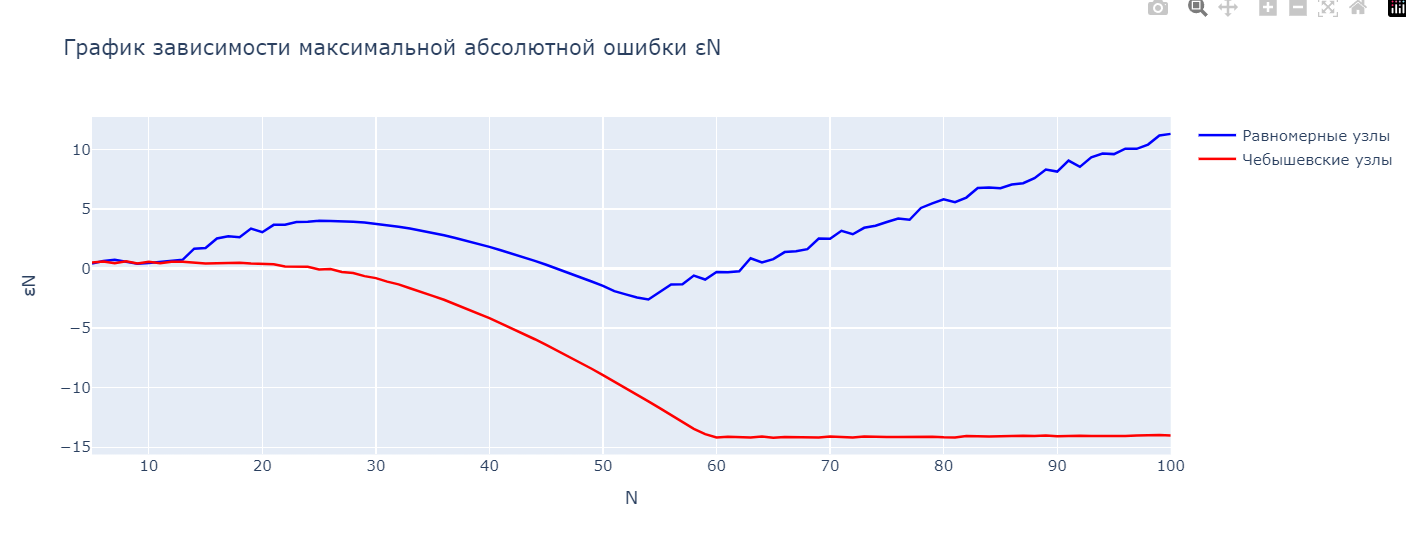 График зависимости максимальной абсолютной ошибки εN
Равномерные узлы
Чебышевские узлы
10
5
0
−5
−10
−15
εN
10 20 30 40 50 60 70 80 90 100
N